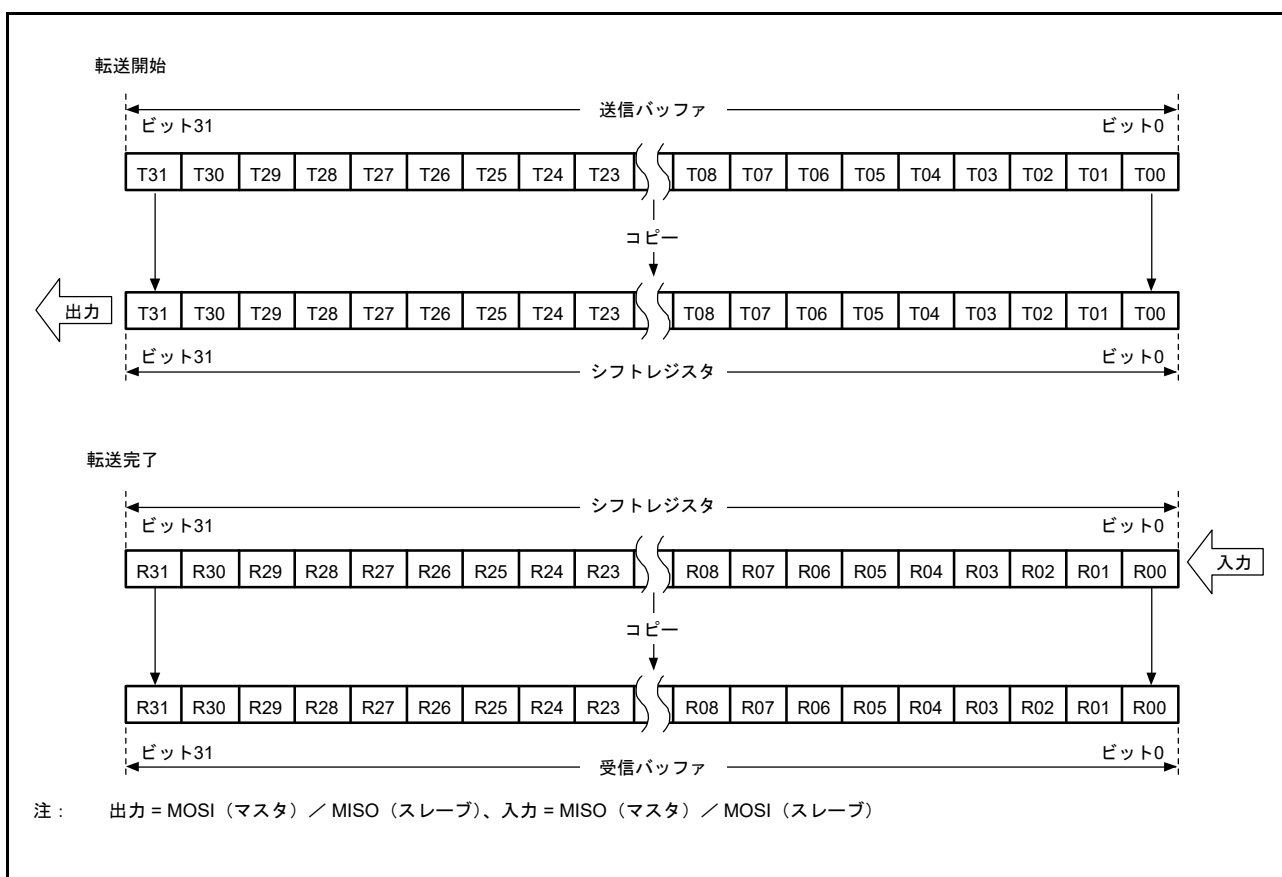 転送開始
送信バッファ
ビット31 ビット0
T31 T30 T29 T28 T27 T26 T25 T24 T23 T08 T07 T06 T05 T04 T03 T02 T01 T00
コピー
出力 T31 T30 T29 T28 T27 T26 T25 T24 T23 T08 T07 T06 T05 T04 T03 T02 T01 T00
ビット31 ビット0
シフトレジスタ
転送完了
シフトレジスタ
ビット31 ビット0
R31 R30 R29 R28 R27 R26 R25 R24 R23 R08 R07 R06 R05 R04 R03 R02 R01 R00 入力
コピー
R31 R30 R29 R28 R27 R26 R25 R24 R23 R08 R07 R06 R05 R04 R03 R02 R01 R00
ビット31 ビット0
受信バッファ
注： 出力 = MOSI（マスタ）／ MISO（スレーブ）、入力 = MISO（マスタ）／ MOSI（スレーブ）